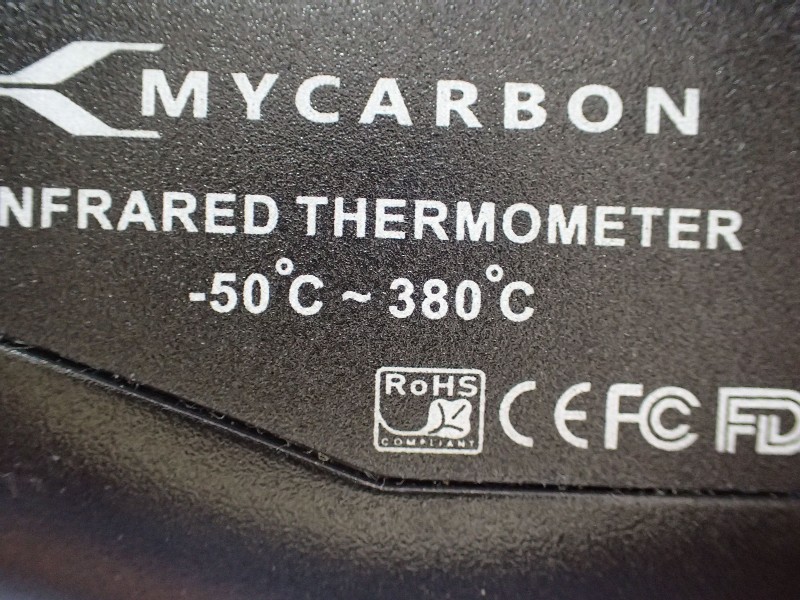 MYCARBON
NFRARED THERMOMETER
-50°C ~ 380°C
RoHS
COMPLIANT
CE FC FD